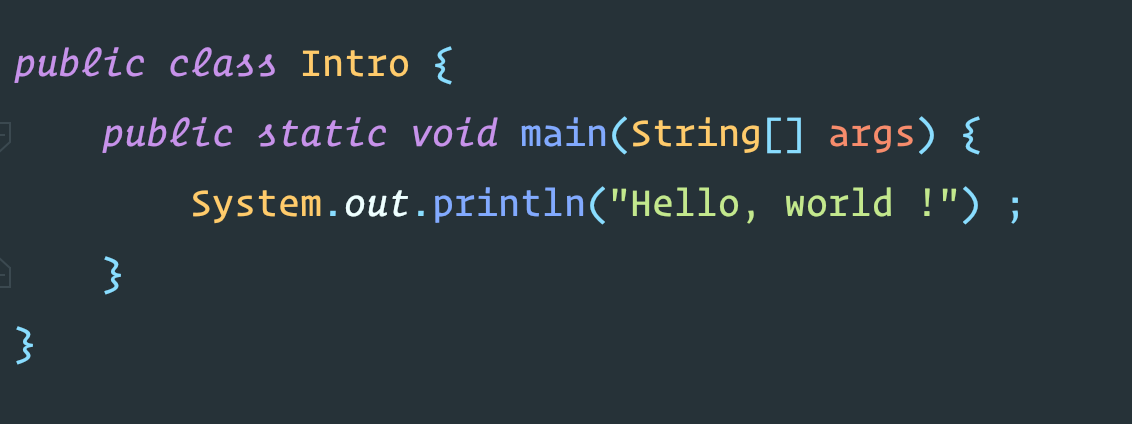 public class Intro {
    public static void main(String[] args) {
        System.out.println("Hello, world !") ;
    }
}